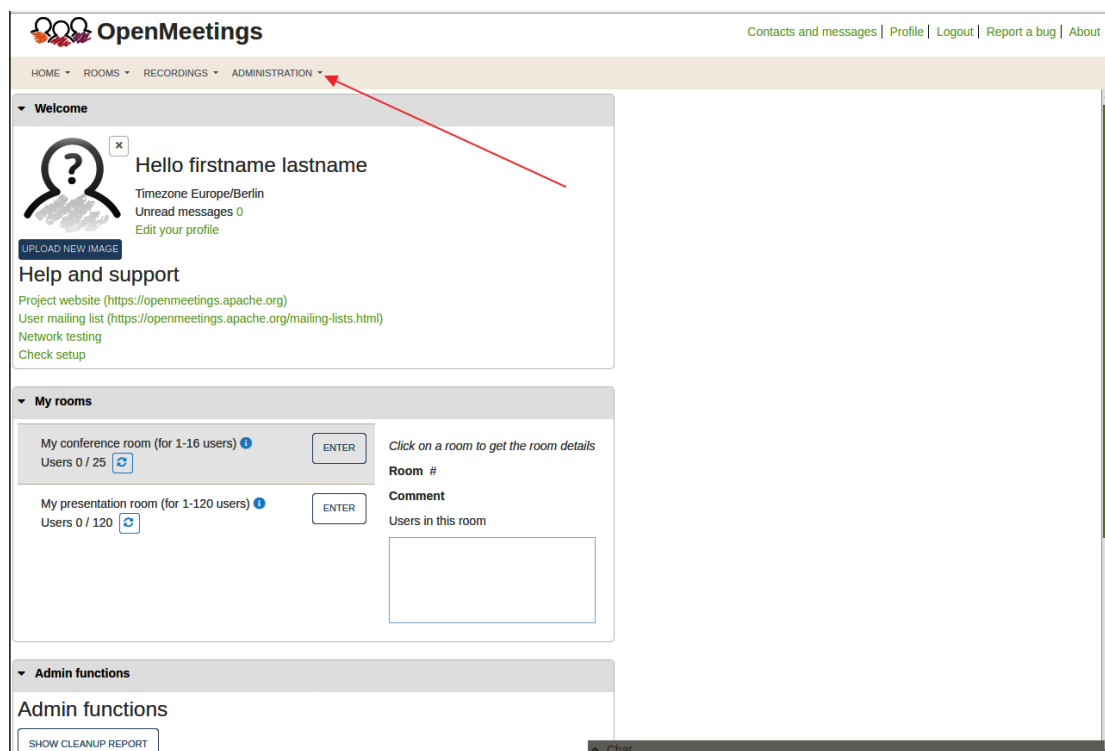 OpenMeetings
Contacts and messages | Profile | Logout | Report a bug | About
HOME ROOMS RECORDINGS ADMINISTRATION
Welcome
?
Hello firstname lastname
Timezone Europe/Berlin
Unread messages 0
Edit your profile
UPLOAD NEW IMAGE
Help and support
Project website (https://openmeetings.apache.org)
User mailing list (https://openmeetings.apache.org/mailing-lists.html)
Network testing
Check setup
My rooms
My conference room (for 1-16 users)
Users 0 / 25
ENTER
My presentation room (for 1-120 users)
Users 0 / 120
ENTER
Click on a room to get the room details
Room #
Comment
Users in this room
Admin functions
Admin functions
SHOW CLEANUP REPORT
Chat